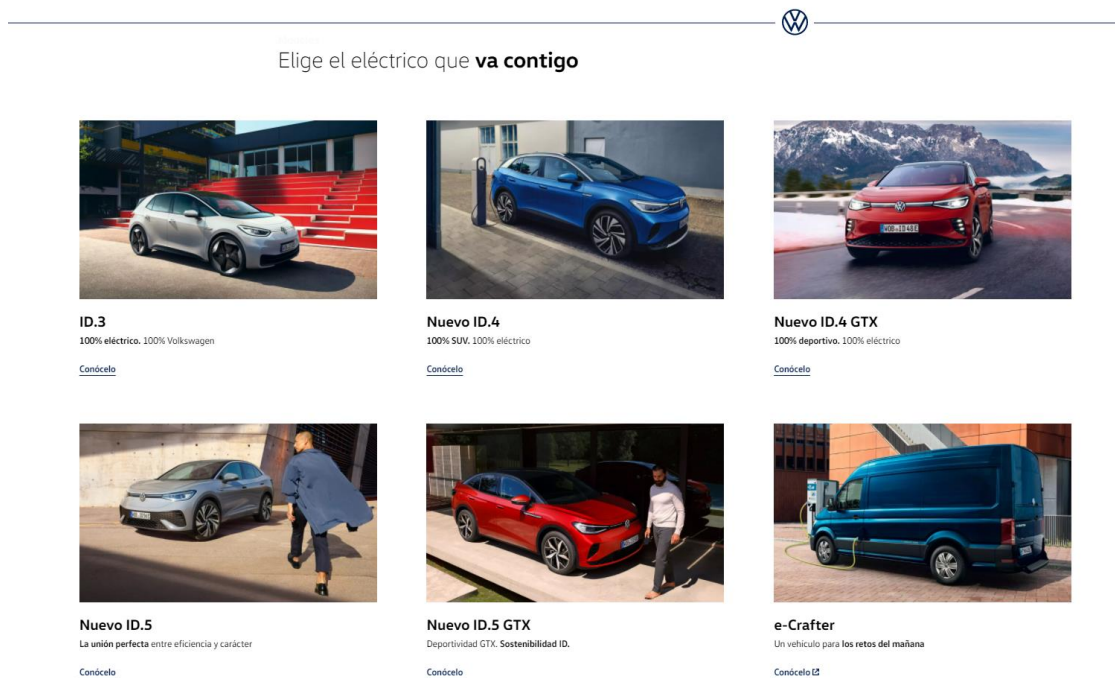 Elige el eléctrico que va contigo
WOB ID48E
ID.3
100% eléctrico. 100% Volkswagen
Conócelo
Nuevo ID.4
100% SUV. 100% eléctrico
Conócelo
Nuevo ID.4 GTX
100% deportivo. 100% eléctrico
Conócelo
Nuevo ID.5
La unión perfecta entre eficiencia y carácter
Conócelo
Nuevo ID.5 GTX
Deportividad GTX. Sostenibilidad ID.
Conócelo
e-Crafter
Un vehículo para los retos del mañana
Conócelo